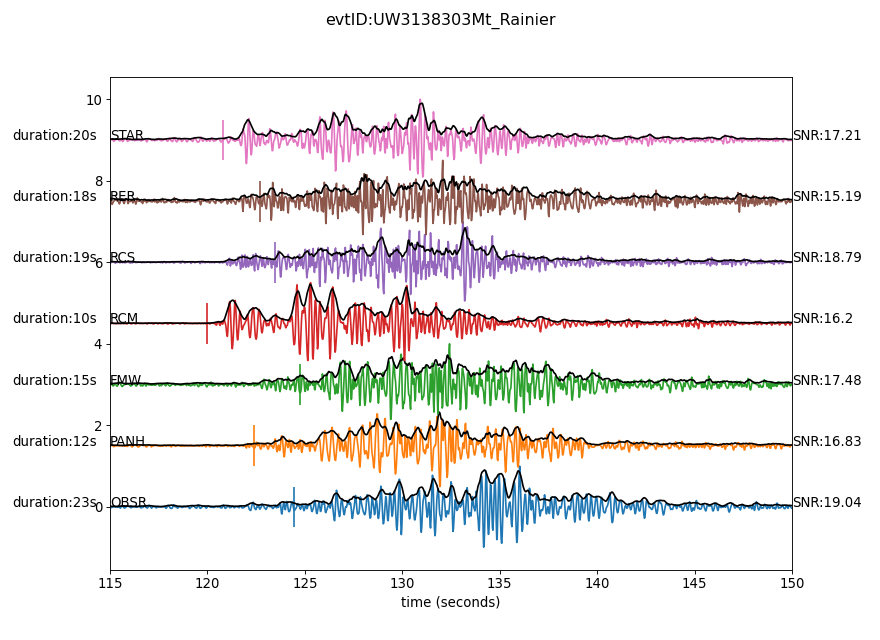 evtID:UW3138303Mt_Rainier
10
duration:20s STAR SNR:17.21
8
duration:18s RER SNR:15.19
duration:19s RCS SNR:18.79
6
duration:10s RCM SNR:16.2
4
duration:15s FMW SNR:17.48
2
duration:12s PANH SNR:16.83
duration:23s OBSR SNR:19.04
0
115 120 125 130 135 140 145 150
time (seconds)